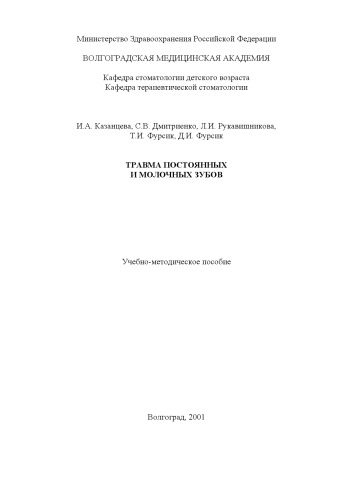 Министерство Здравоохранения Российской Федерации
ВОЛГОГРАДСКАЯ МЕДИЦИНСКАЯ АКАДЕМИЯ
Кафедра стоматологии детского возраста
Кафедра терапевтической стоматологии
И.А. Казанцева, С.В. Дмитриенко, Л.И. Рукавишникова,
Т.И. Фурсик, Д.И. Фурсик
ТРАВМА ПОСТОЯННЫХ
И МОЛОЧНЫХ ЗУБОВ
Учебно-методическое пособие
Волгоград, 2001